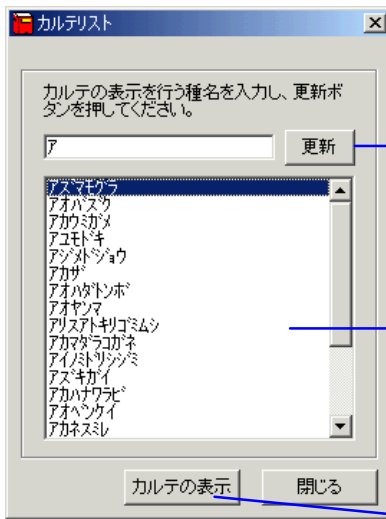 カルテリスト
カルテの表示を行う種名を入力し、更新ボ
タンを押してください。
ア
更新
アズマモグラ
アオバズク
アカウミガメ
アユモドキ
アジメドジョウ
アカザ
アオハダトンボ
アオヤンマ
アリスアトキリゴミムシ
アカマダラコガネ
アイノミドリシジミ
アズキガイ
アカハナワラビ
アオベンケイ
アカネスミレ
カルテの表示
閉じる